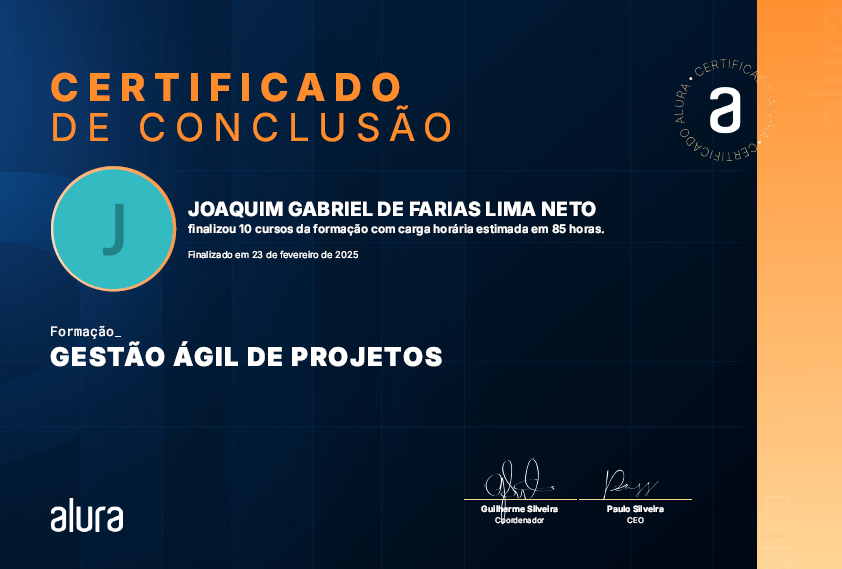 CERTIFICADO
DE CONCLUSÃO
• CERTIFICADO ALURA • CERTIFICADO ALURA
a
J
JOAQUIM GABRIEL DE FARIAS LIMA NETO
finalizou 10 cursos da formação com carga horária estimada em 85 horas.
Finalizado em 23 de fevereiro de 2025
Formação_
GESTÃO ÁGIL DE PROJETOS
Guilherme Silveira
Coordenador
Paulo Silveira
CEO
alura
alura
alura